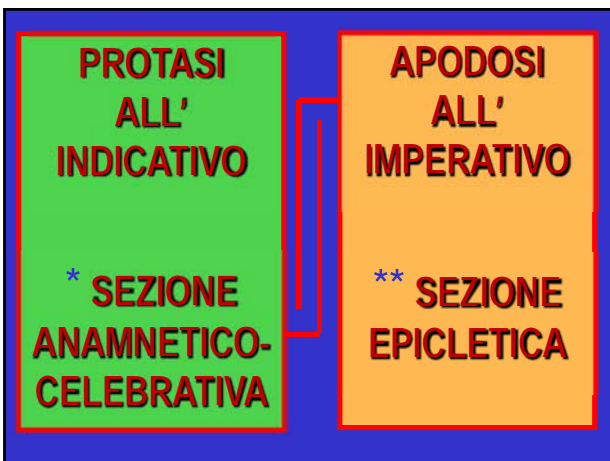 PROTASI
ALL'
INDICATIVO
* SEZIONE
ANAMNETICO-
CELEBRATIVA
APODOSI
ALL'
IMPERATIVO
** SEZIONE
EPICLETICA